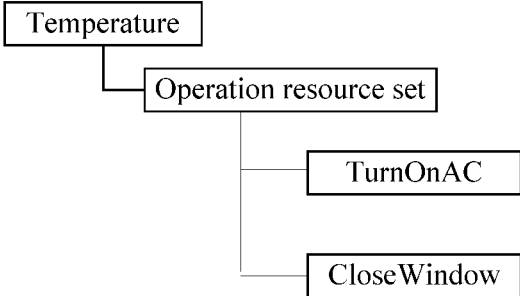 Temperature
Operation resource set
TurnOnAC
CloseWindow